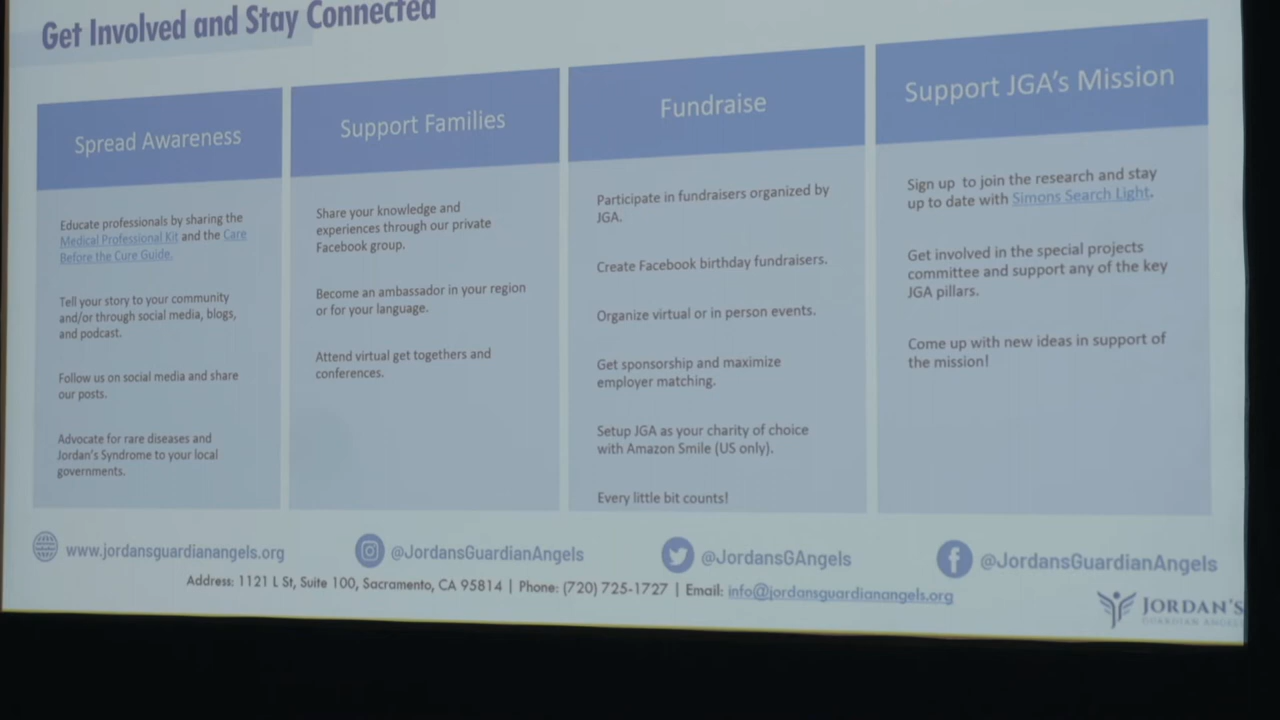 Get Involved and Stay Connected
Spread Awareness
Educate professionals by sharing the
Medical Professional Kit and the Care
Before the Cure Guide.
Tell your story to your community
and/or through social media, blogs,
and podcast.
Follow us on social media and share
our posts.
Advocate for rare diseases and
Jordan's Syndrome to your local
governments.
Support Families
Share your knowledge and
experiences through our private
Facebook group.
Become an ambassador in your region
or for your language.
Attend virtual get togethers and
conferences.
Fundraise
Participate in fundraisers organized by
JGA.
Create Facebook birthday fundraisers.
Organize virtual or in person events.
Get sponsorship and maximize
employer matching.
Setup JGA as your charity of choice
with Amazon Smile (US only).
Every little bit counts!
Support JGA's Mission
Sign up to join the research and stay
up to date with Simons Search Light.
Get involved in the special projects
committee and support any of the key
JGA pillars.
Come up with new ideas in support of
the mission!
www.jordansguardianangels.org
@JordansGuardianAngels
@JordansGAngels
@JordansGuardianAngels
Address: 1121 L St, Suite 100, Sacramento, CA 95814 | Phone: (720) 725-1727 | Email: info@jordansguardianangels.org
JORDAN'S
GUARDIAN ANGELS